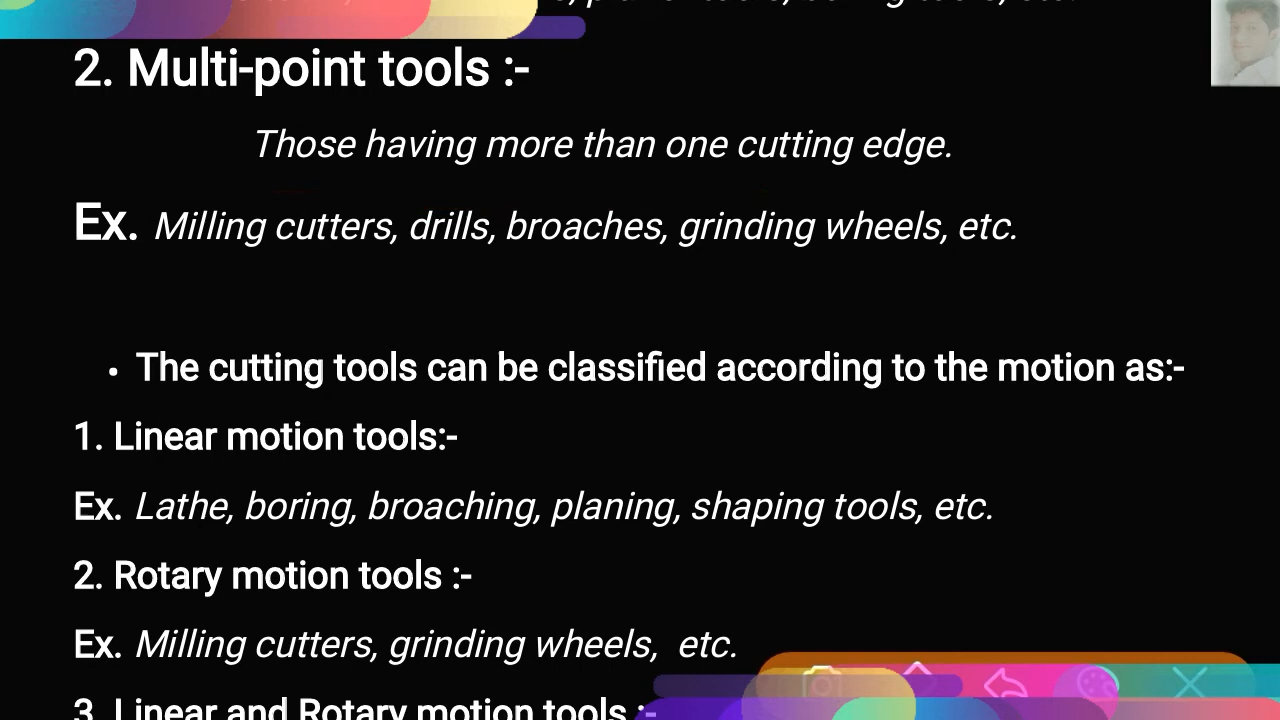 2. Multi-point tools :-
Those having more than one cutting edge.
Ex. Milling cutters, drills, broaches, grinding wheels, etc.
• The cutting tools can be classified according to the motion as:-
1. Linear motion tools:-
Ex. Lathe, boring, broaching, planing, shaping tools, etc.
2. Rotary motion tools :-
Ex. Milling cutters, grinding wheels, etc.
3. Linear and Rotary motion tools :-